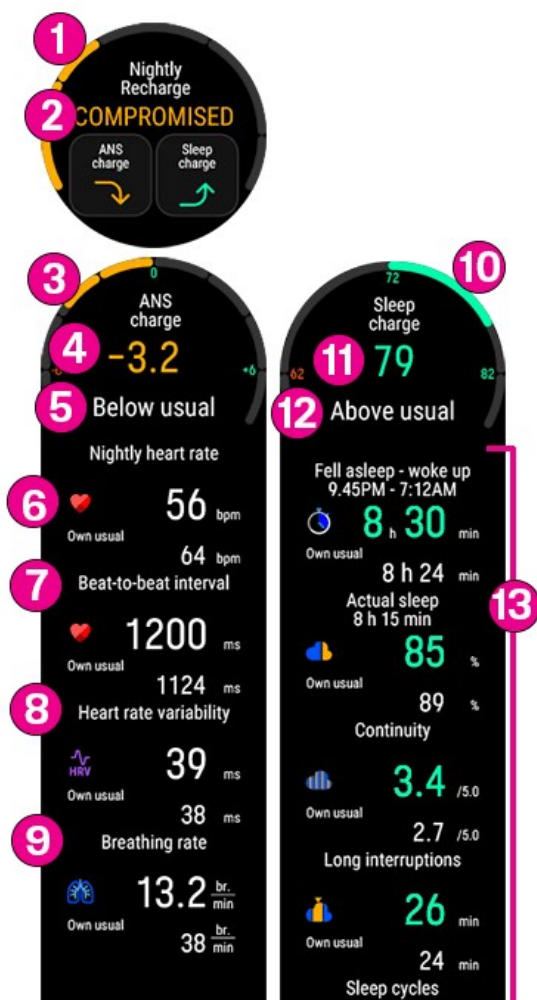 1
Nightly
Recharge
2
COMPROMISED
ANS
charge
Sleep
charge
3
0
ANS
charge
4
-3.2
+6
5
Below usual
Nightly heart rate
6
56 bpm
Own usual
64 bpm
7
Beat-to-beat interval
1200 ms
Own usual
1124 ms
8
Heart rate variability
HRV
39 ms
Own usual
38 ms
9
Breathing rate
13.2 br.
min
Own usual
38 br.
min
10
72
Sleep
charge
11
79
62
82
12
Above usual
13
Fell asleep - woke up
9.45PM - 7:12AM
8 h 30 min
Own usual
8 h 24 min
Actual sleep
8 h 15 min
85 %
Own usual
89 %
Continuity
3.4 /5.0
Own usual
2.7 /5.0
Long interruptions
26 min
Own usual
24 min
Sleep cycles